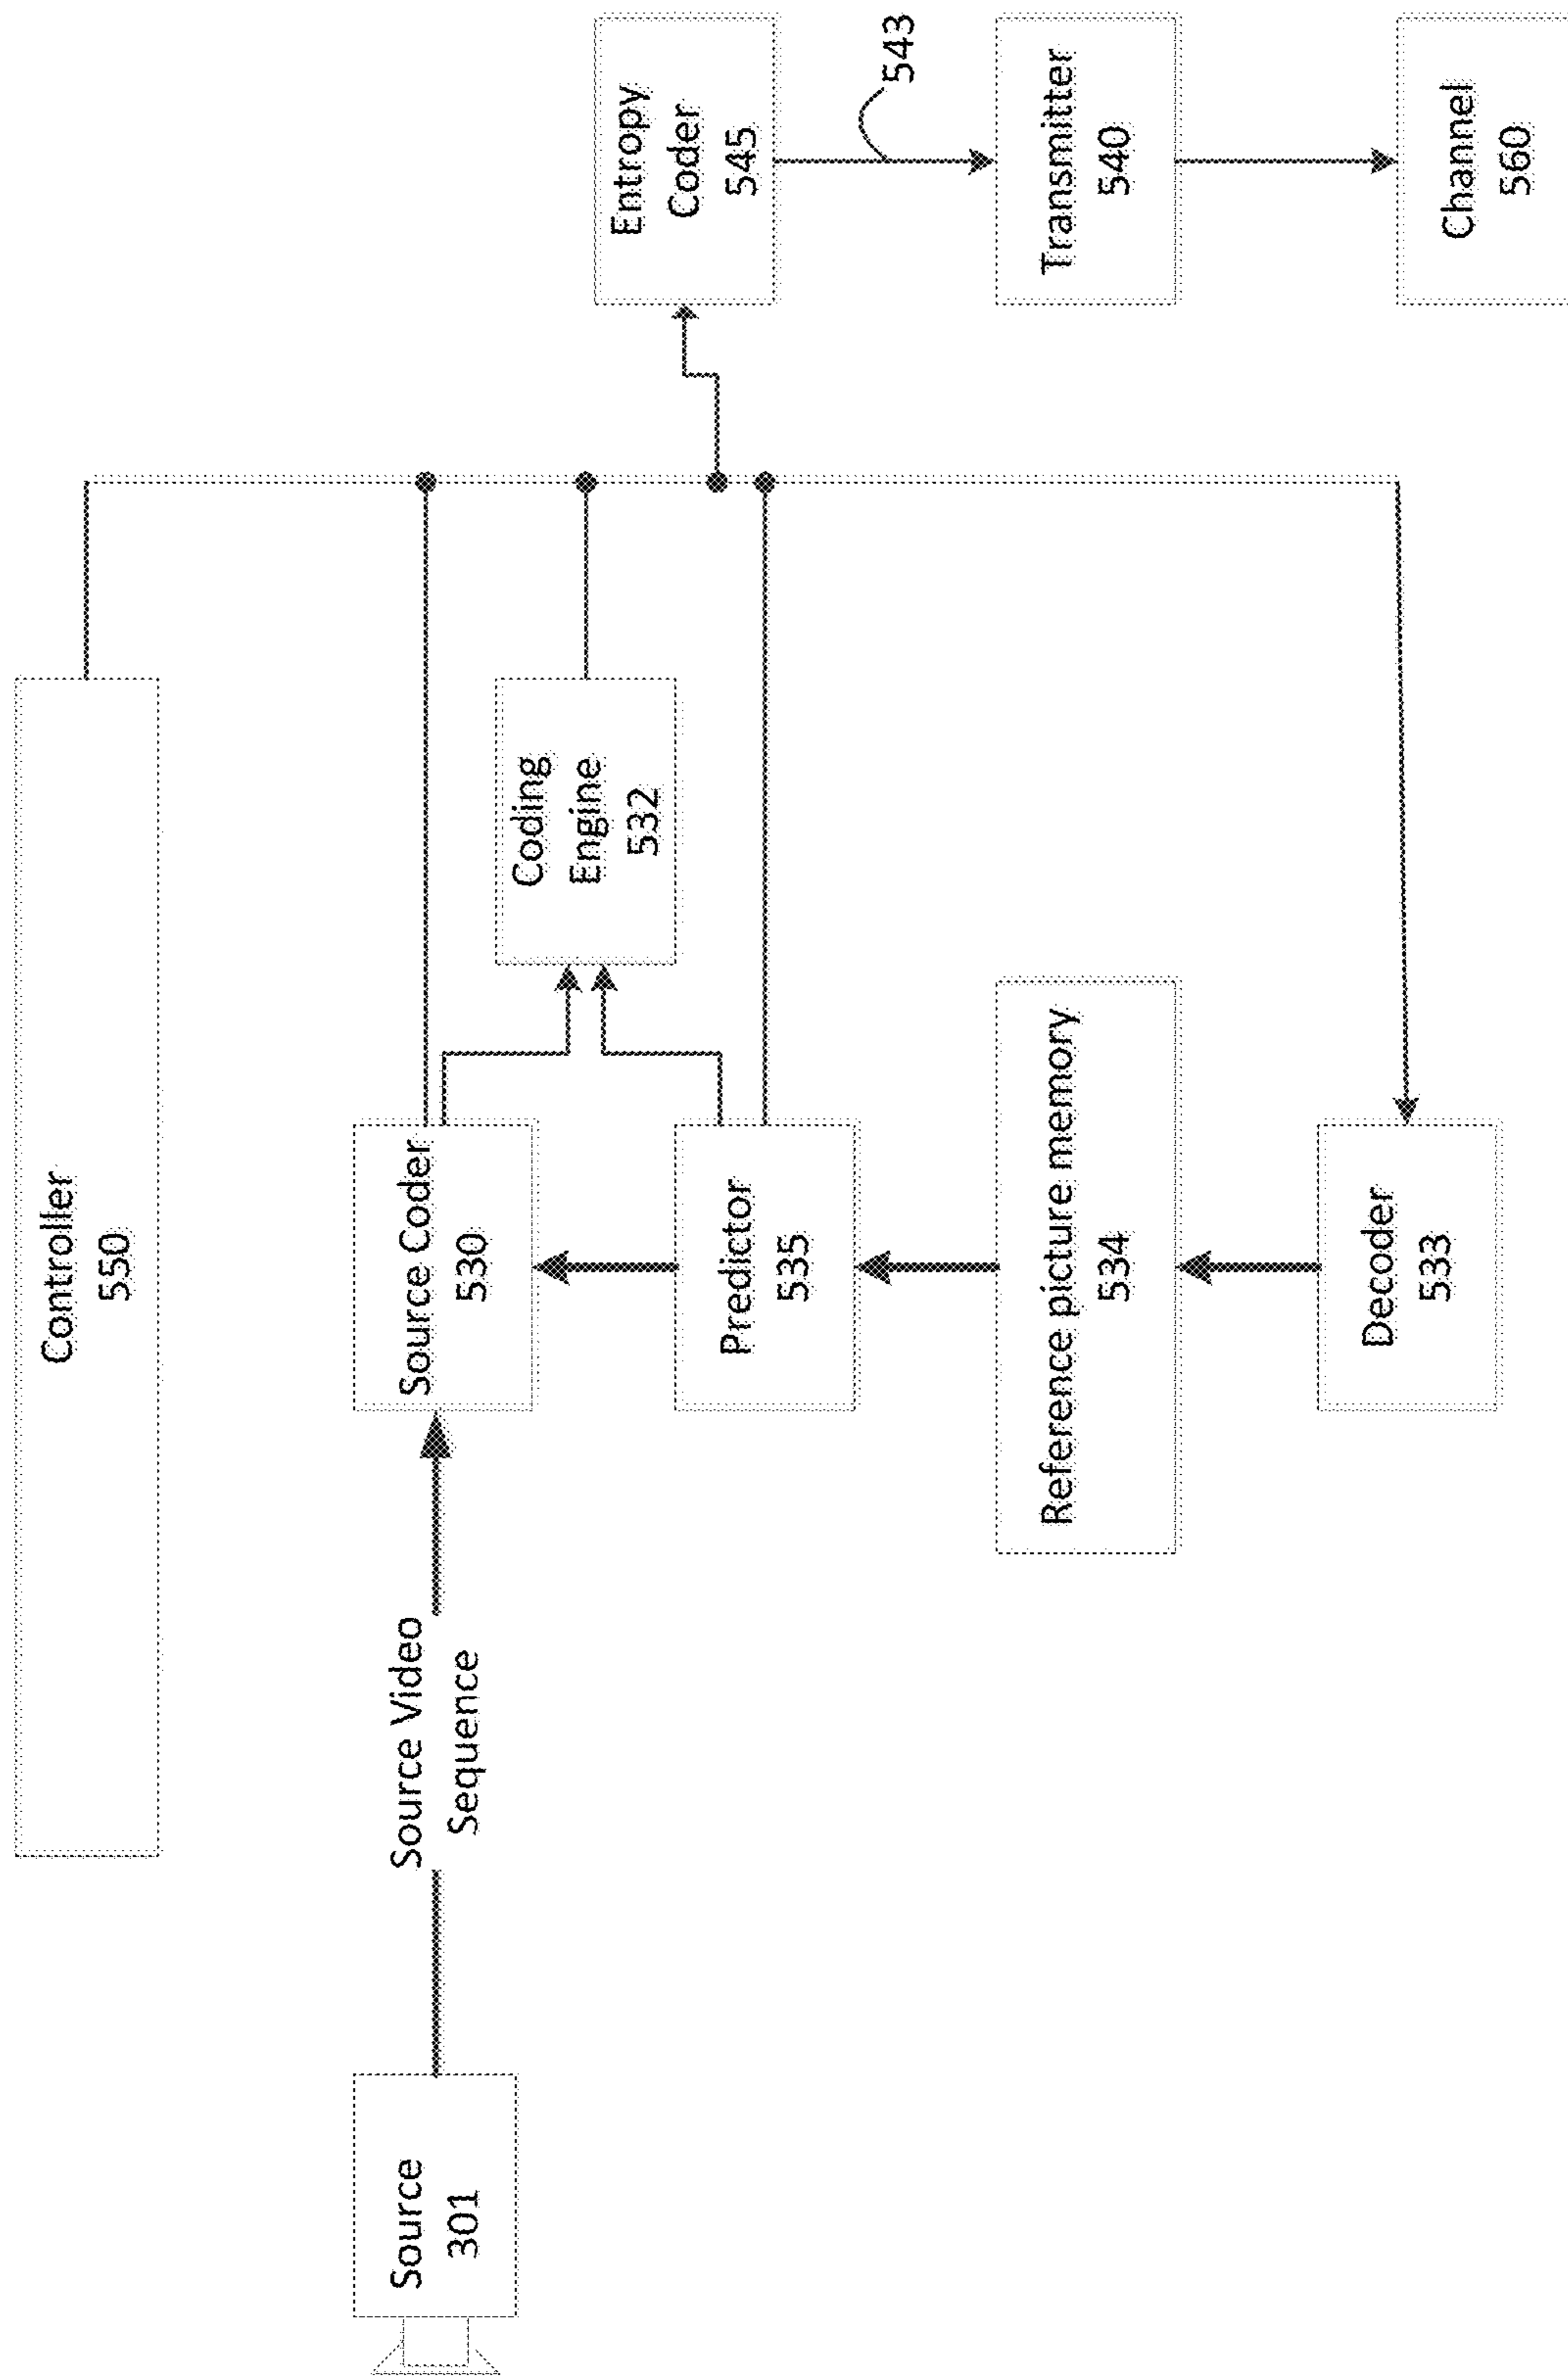 Controller
550
Source
301
Source Video
Sequence
Source Coder
530
Coding
Engine
532
Predictor
535
Reference picture memory
534
Decoder
533
Entropy
Coder
545
543
Transmitter
540
Channel
560